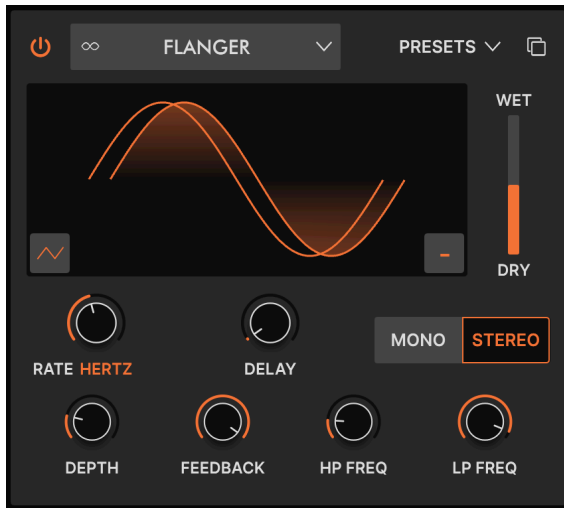 ∞ FLANGER
PRESETS
WET
-
DRY
RATE HERTZ
DELAY
MONO
STEREO
DEPTH
FEEDBACK
HP FREQ
LP FREQ